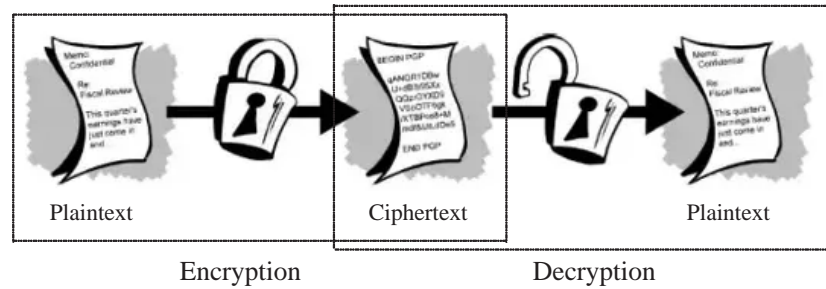 Memo:
Confidential
Re:
Fiscal Review
This quarter's
earnings have
just come in
and...
BEGIN PGP
END PGP
Memo:
Confidential
Re:
Fiscal Review
This quarter's
earnings have
just come in
and...
Plaintext
Ciphertext
Plaintext
Encryption
Decryption